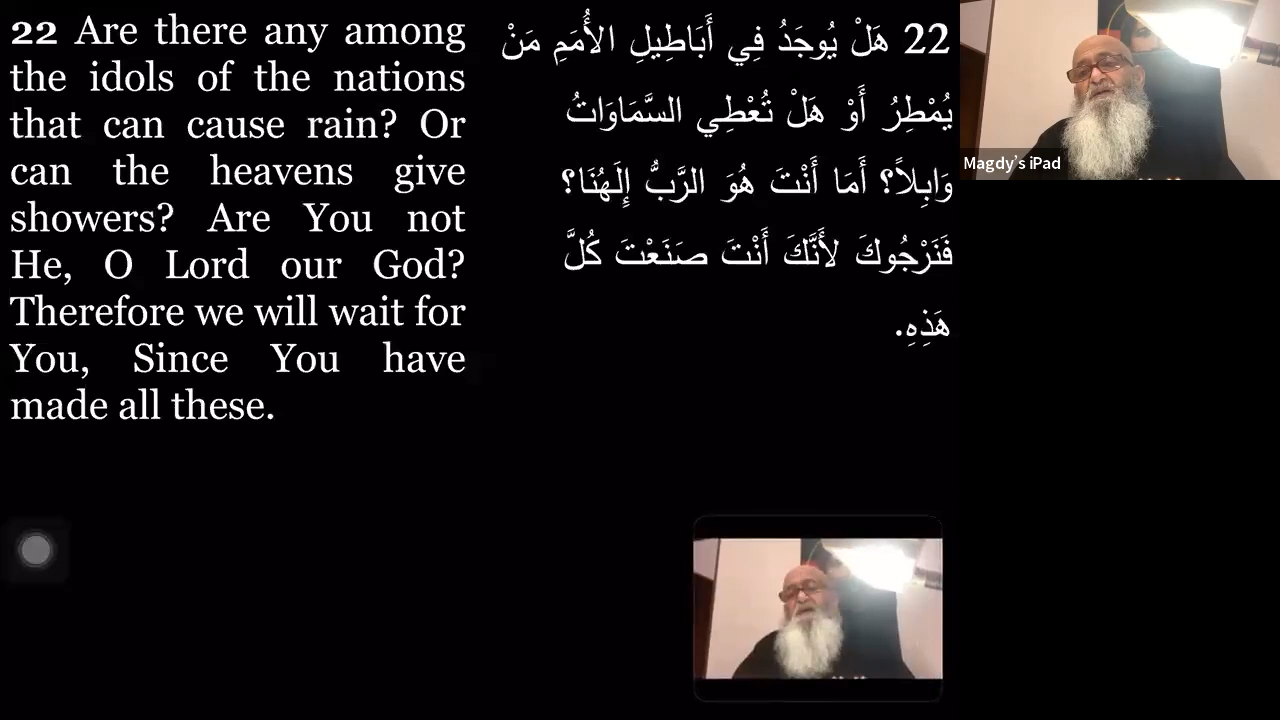 22 Are there any among
the idols of the nations
that can cause rain? Or
can the heavens give
showers? Are You not
He, O Lord our God?
Therefore we will wait for
You, Since You have
made all these.
22 هَلْ يُوجَدُ فِي أَبَاطِيلِ الأُمَمِ مَنْ
يُمْطِرُ أَوْ هَلْ تُعْطِي السَّمَاوَاتُ
وَابِلاً؟ أَمَا أَنْتَ هُوَ الرَّبُّ إِلَهُنَا؟
فَنَرْجُوكَ لأَنَّكَ أَنْتَ صَنَعْتَ كُلَّ
هَذِهِ.
Magdy's iPad